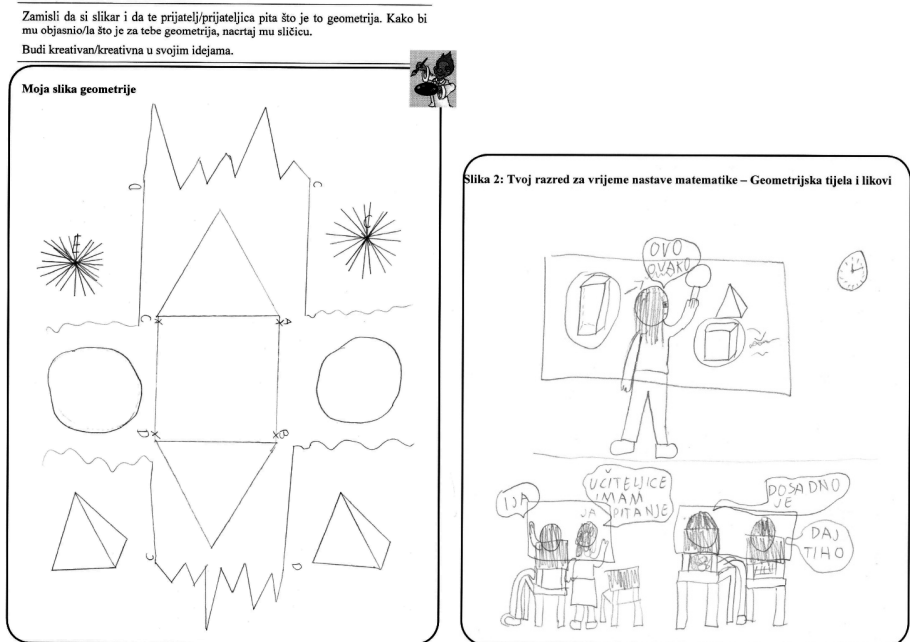 Zamisli da si slikar i da te prijatelj/prijateljica pita što je to geometrija. Kako bi
mu objasnio/la što je za tebe geometrija, nacrtaj mu sličicu.
Budi kreativan/kreativna u svojim idejama.
Moja slika geometrije
D
C
E
C
C
A
D
B
C
D
Slika 2: Tvoj razred za vrijeme nastave matematike – Geometrijska tijela i likovi
OVO
OVAKO
I JA
UČITELJICE
IMAM
JA PITANJE
DOSADNO
JE
DAJ
TIHO